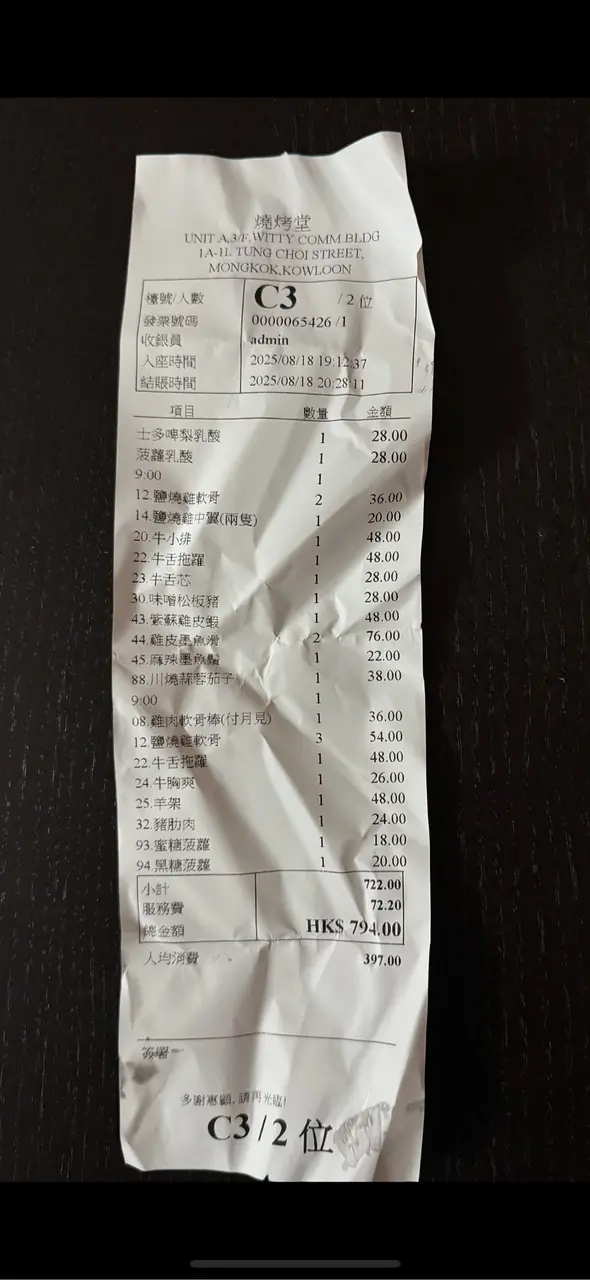 燒烤堂
UNIT A,3/F,WITTY COMM.BLDG
1A-1L TUNG CHOI STREET,
MONGKOK,KOWLOON
檯號/人數 C3 /2 位
發票號碼 0000065426 /1
收銀員 admin
入座時間 2025/08/18 19:12:37
結賬時間 2025/08/18 20:28:11
項目 數量 金額
士多啤梨乳酸 1 28.00
菠蘿乳酸 1 28.00
9:00 1
12.鹽燒雞軟骨 2 36.00
14.鹽燒雞中翼(兩隻) 1 20.00
20.牛小排 1 48.00
22.牛舌拖羅 1 48.00
23.牛舌芯 1 28.00
30.味噌松板豬 1 28.00
43.紫蘇雞皮蝦 1 48.00
44.雞皮墨魚滑 2 76.00
45.麻辣墨魚鬚 1 22.00
88.川燒蒜蓉茄子 1 38.00
9:00 1
08.雞肉軟骨棒(付月見) 1 36.00
12.鹽燒雞軟骨 3 54.00
22.牛舌拖羅 1 48.00
24.牛胸爽 1 26.00
25.羊架 1 48.00
32.豬肋肉 1 24.00
93.蜜糖菠蘿 1 18.00
94.黑糖菠蘿 1 20.00
小計 722.00
服務費 72.20
總金額 HK$ 794.00
人均消費 397.00
簽署
多謝惠顧, 請再光臨!
C3 / 2 位